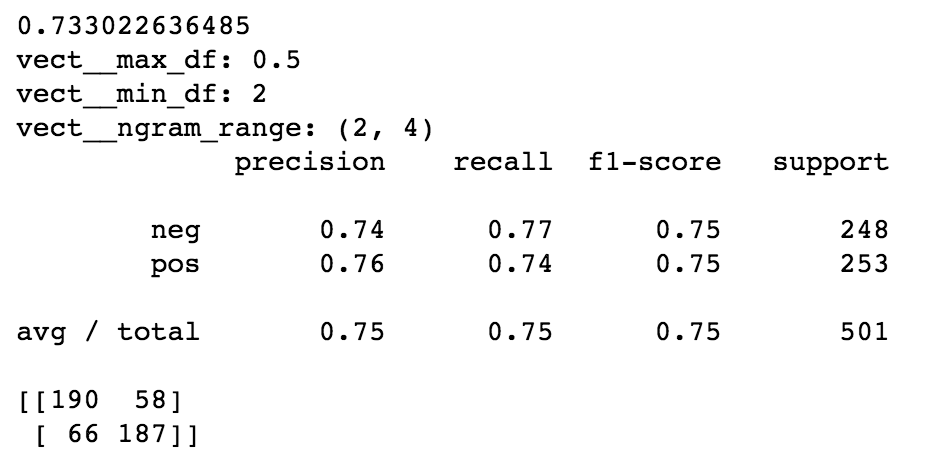 0.733022636485
vect__max_df: 0.5
vect__min_df: 2
vect__ngram_range: (2, 4)
precision recall f1-score support
neg 0.74 0.77 0.75 248
pos 0.76 0.74 0.75 253
avg / total 0.75 0.75 0.75 501
[[190 58]
[ 66 187]]